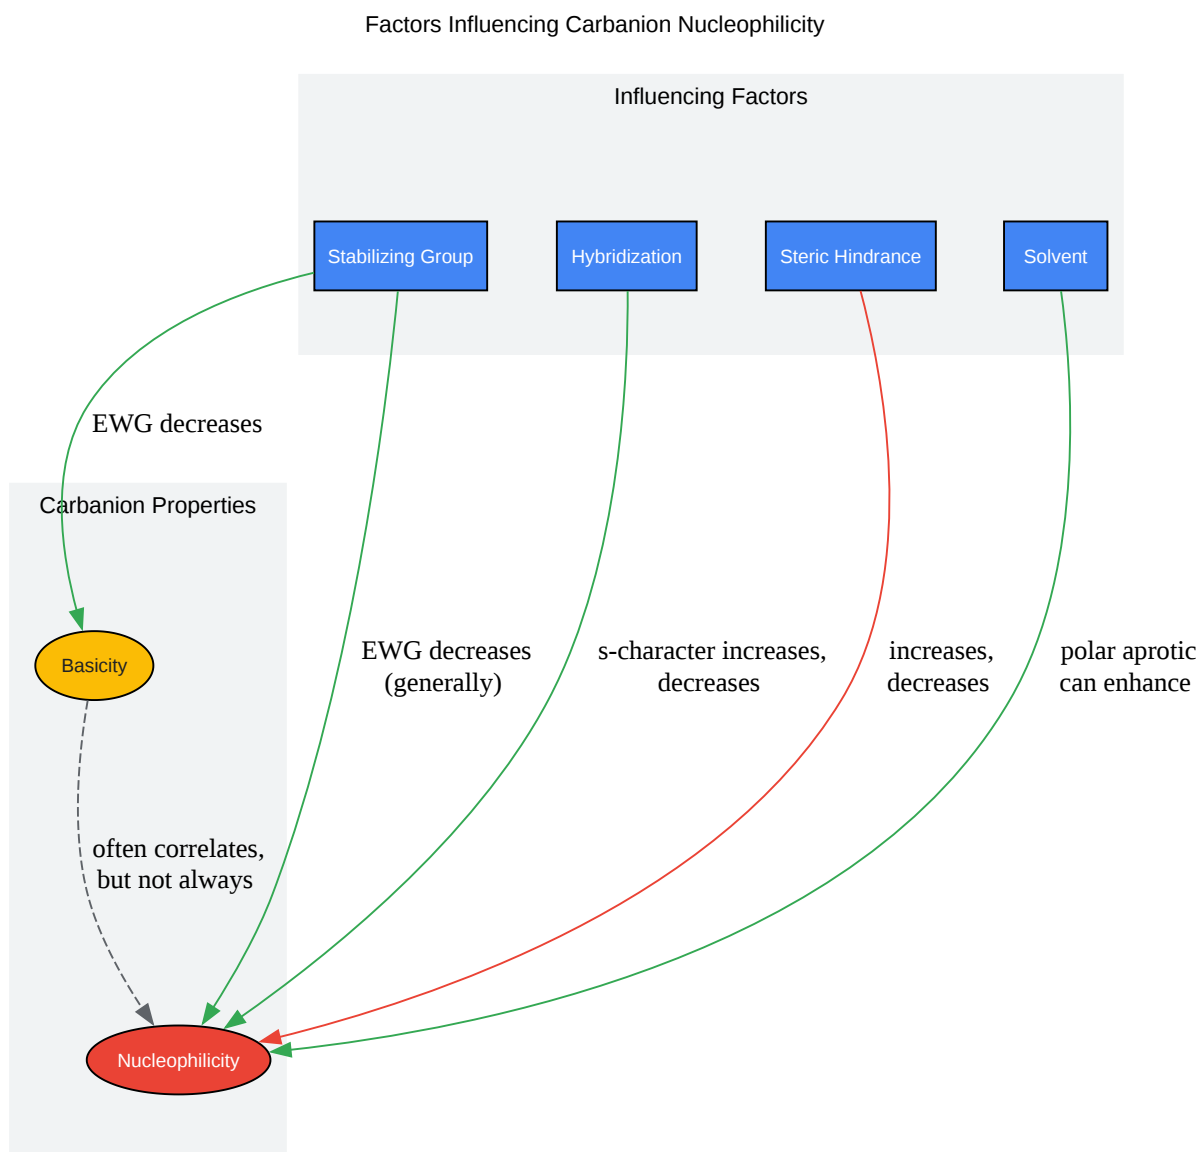 Factors Influencing Carbanion Nucleophilicity
Influencing Factors
Stabilizing Group
Hybridization
Steric Hindrance
Solvent
EWG decreases
Carbanion Properties
EWG decreases
(generally)
s-character increases,
decreases
increases,
decreases
polar aprotic
can enhance
Basicity
often correlates,
but not always
Nucleophilicity